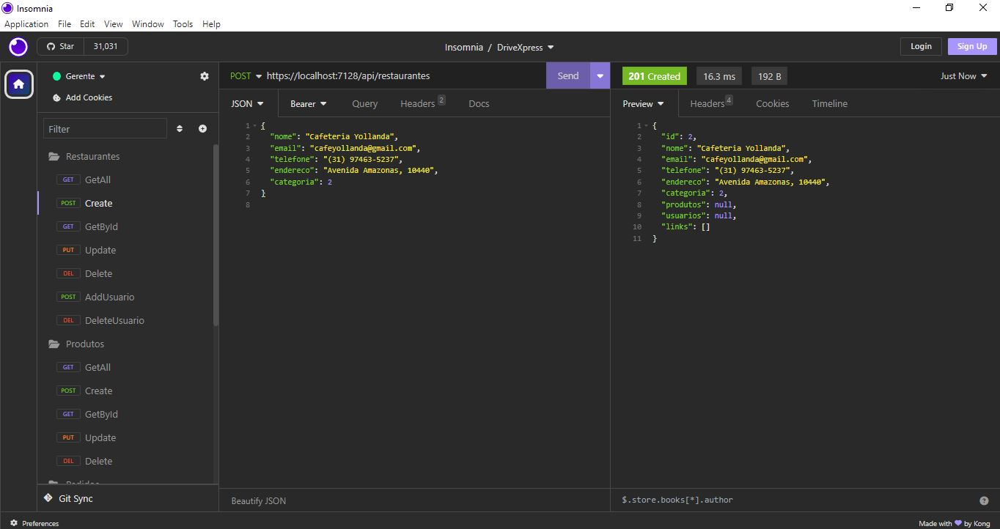 Insomnia
Application File Edit View Window Tools Help
Star 31,031
Insomnia / DriveXpress
Login Sign Up
Gerente
Add Cookies
Filter
Restaurantes
GET GetAll
POST Create
GET GetById
PUT Update
DEL Delete
POST AddUsuario
DEL DeleteUsuario
Produtos
GET GetAll
POST Create
GET GetById
PUT Update
DEL Delete
Pedidos
Git Sync
Preferences
POST https://localhost:7128/api/restaurantes Send
JSON Bearer Query Headers 2 Docs
1 {
2 "nome": "Cafeteria Yollanda",
3 "email": "cafeyollanda@gmail.com",
4 "telefone": "(31) 97463-5237",
5 "endereco": "Avenida Amazonas, 10440",
6 "categoria": 2
7 }
8
Beautify JSON
201 Created 16.3 ms 192 B Just Now
Preview Headers 4 Cookies Timeline
1 {
2 "id": 2,
3 "nome": "Cafeteria Yollanda",
4 "email": "cafeyollanda@gmail.com",
5 "telefone": "(31) 97463-5237",
6 "endereco": "Avenida Amazonas, 10440",
7 "categoria": 2,
8 "produtos": null,
9 "usuarios": null,
10 "links": []
11 }
$.store.books[*].author
Made with by Kong